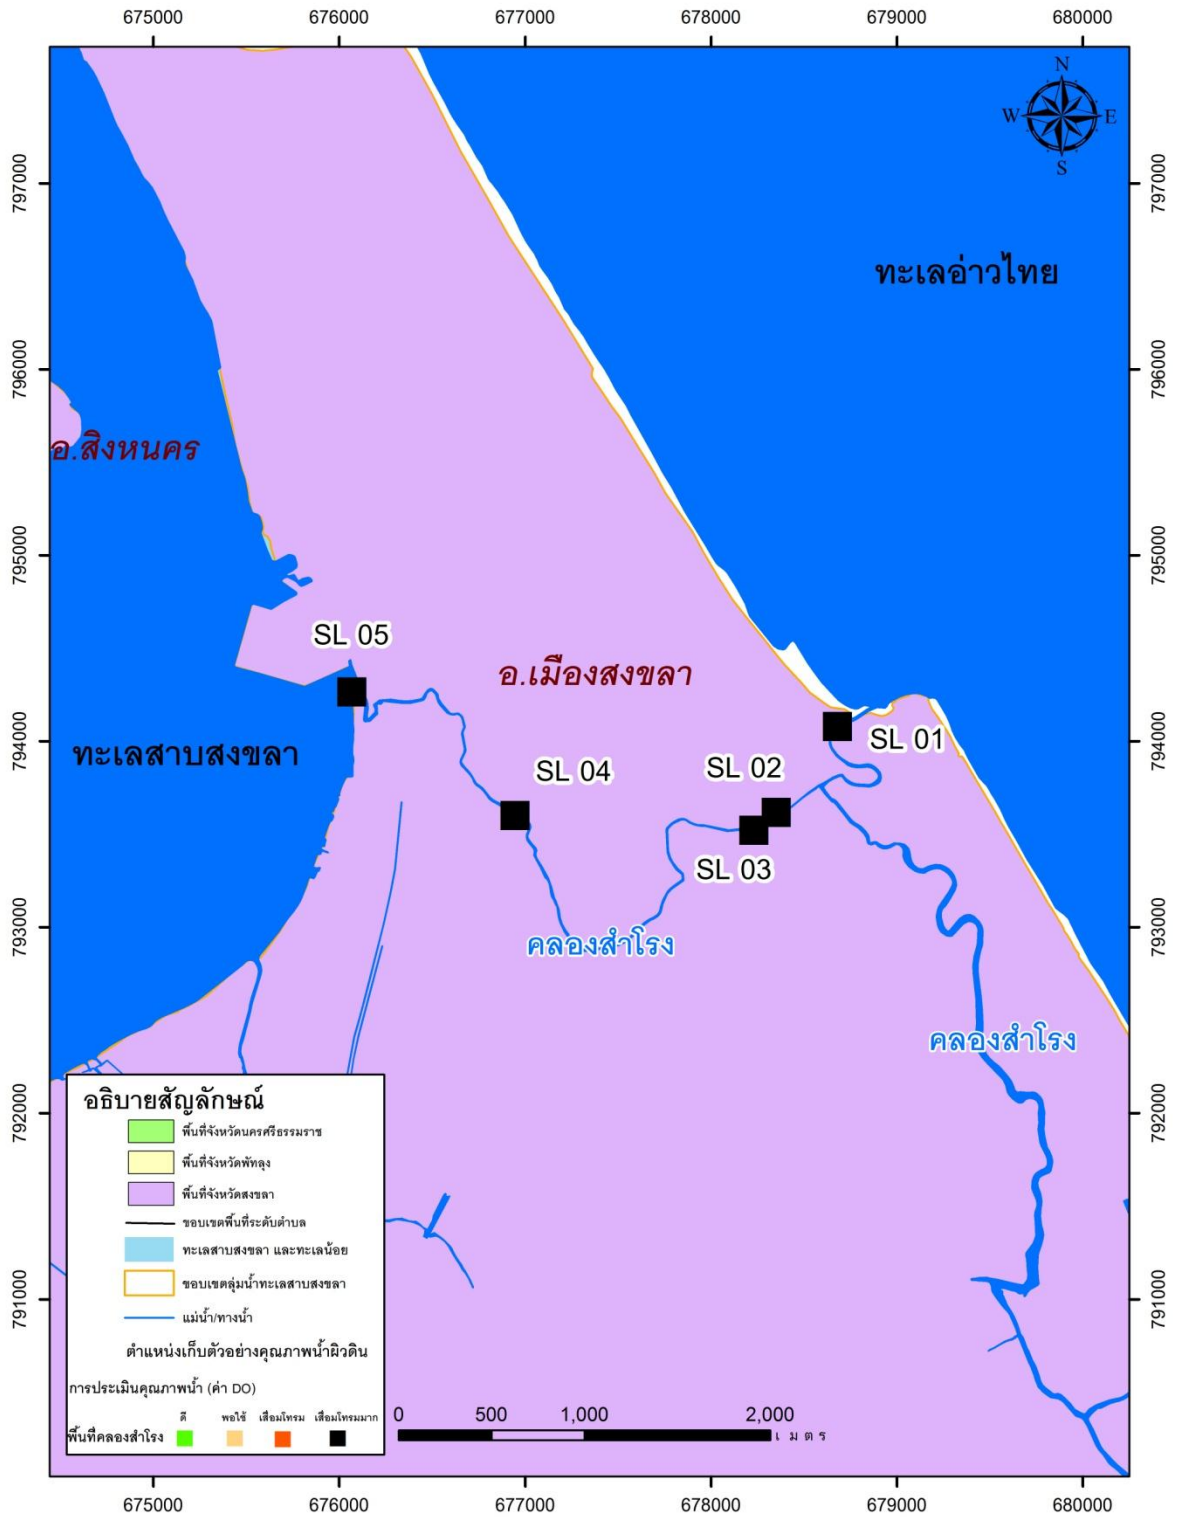 675000 676000 677000 678000 679000 680000
N
W E
S
797000 797000
ทะเลอ่าวไทย
796000 796000
อ.สิงหนคร
795000 795000
SL 05
อ.เมืองสงขลา
794000 794000
SL 01
ทะเลสาบสงขลา
SL 04
SL 02
SL 03
793000 793000
คลองสำโรง
คลองสำโรง
792000 792000
อธิบายสัญลักษณ์
พื้นที่จังหวัดนครศรีธรรมราช
พื้นที่จังหวัดพัทลุง
พื้นที่จังหวัดสงขลา
ขอบเขตพื้นที่ระดับตำบล
ทะเลสาบสงขลา และทะเลน้อย
ขอบเขตลุ่มน้ำทะเลสาบสงขลา
แม่น้ำ/ทางน้ำ
ตำแหน่งเก็บตัวอย่างคุณภาพน้ำผิวดิน
การประเมินคุณภาพน้ำ (ค่า DO)
ดี พอใช้ เสื่อมโทรม เสื่อมโทรมมาก
พื้นที่คลองสำโรง
791000 791000
0 500 1,000 2,000
เมตร
675000 676000 677000 678000 679000 680000